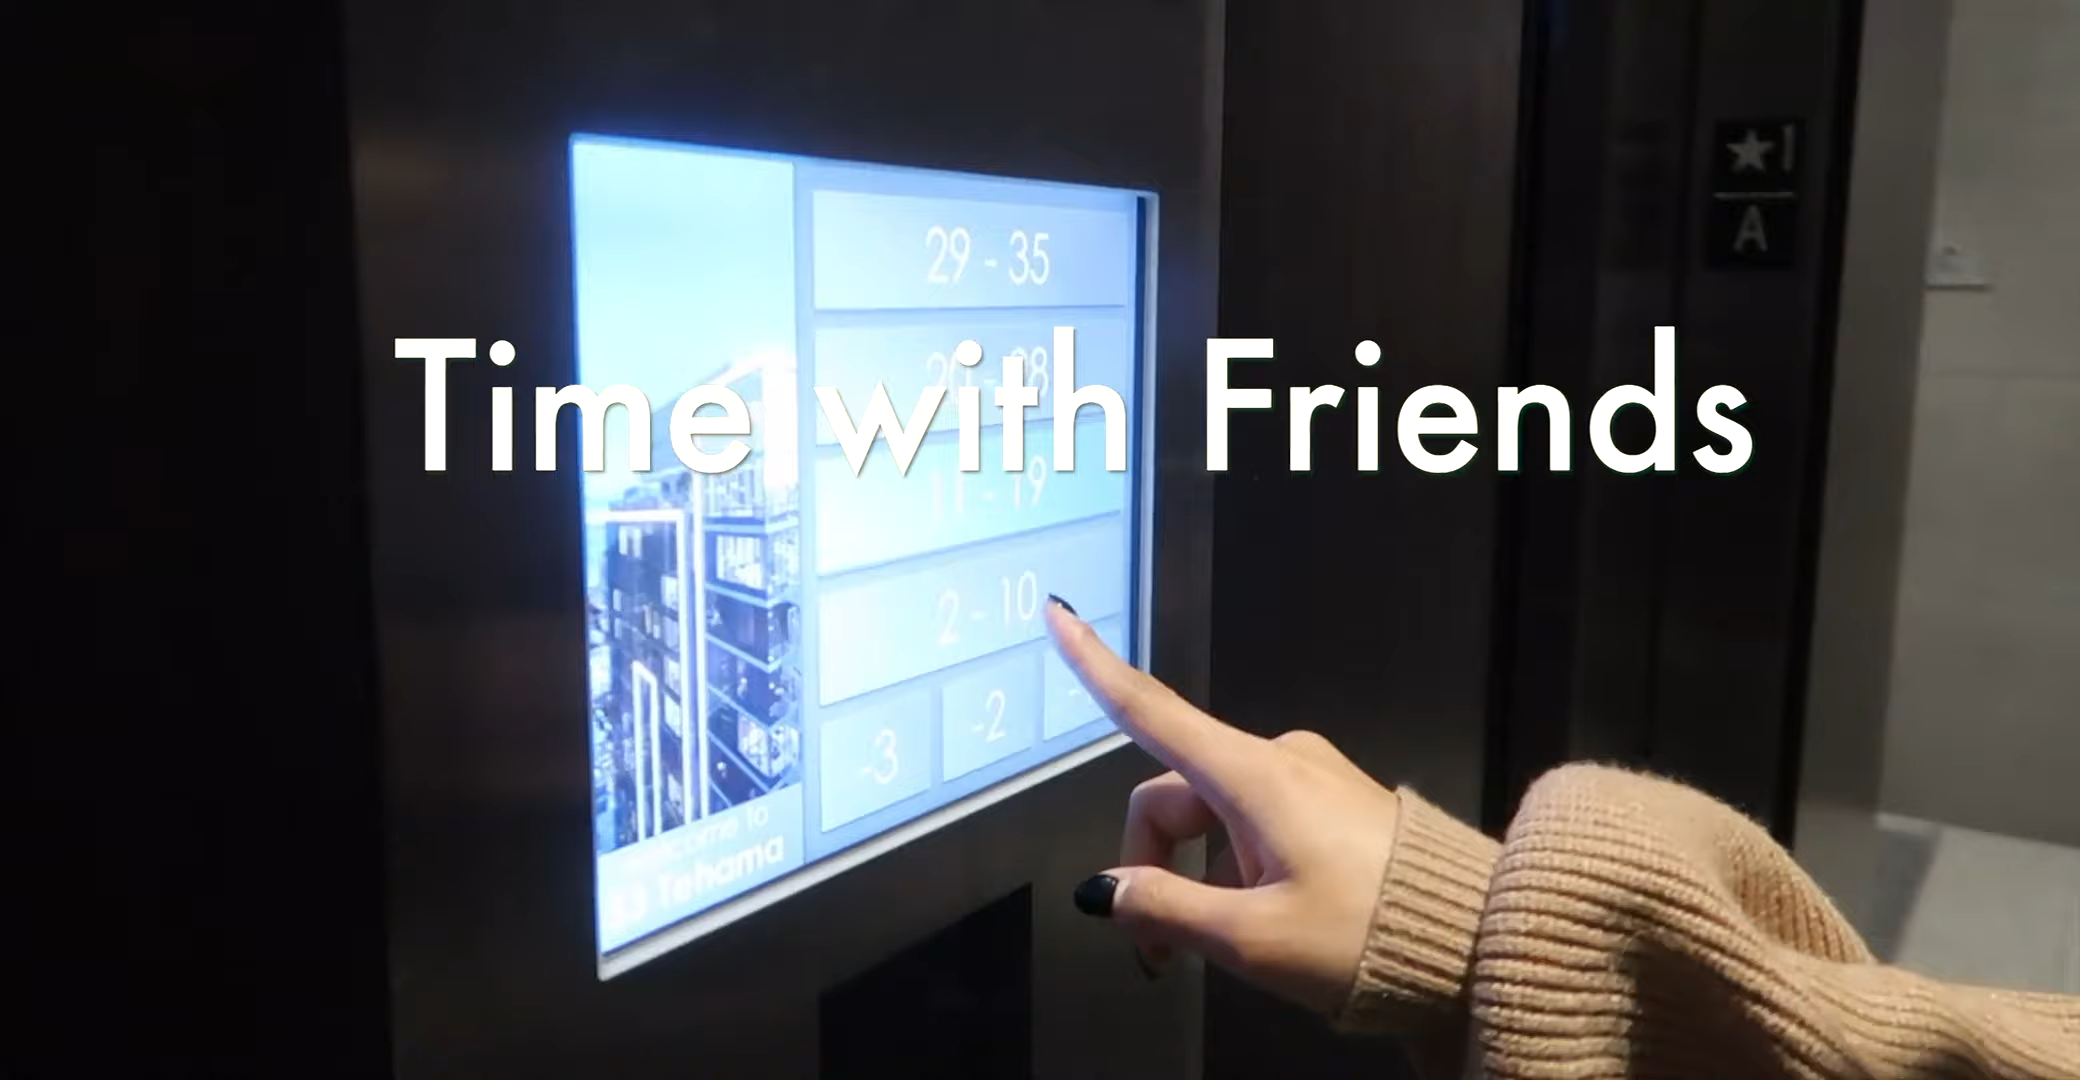 29 - 35
Time with Friends
11 - 19
2 - 10
-3
-2
Welcome to
Tehama
★1
A